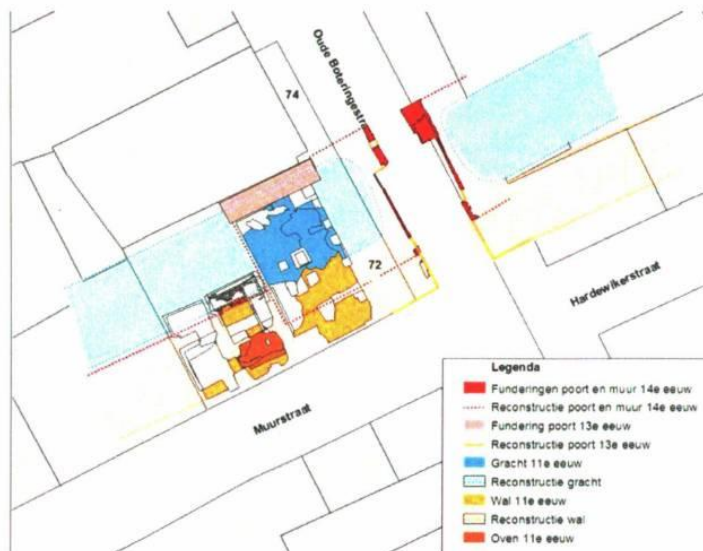 Oude Boteringestr
74
72
Hardewikerstraat
Muurstraat
Legenda
Funderingen poort en muur 14e eeuw
Reconstructie poort en muur 14e eeuw
Fundering poort 13e eeuw
Reconstructie poort 13e eeuw
Gracht 11e eeuw
Reconstructie gracht
Wal 11e eeuw
Reconstructie wal
Oven 11e eeuw